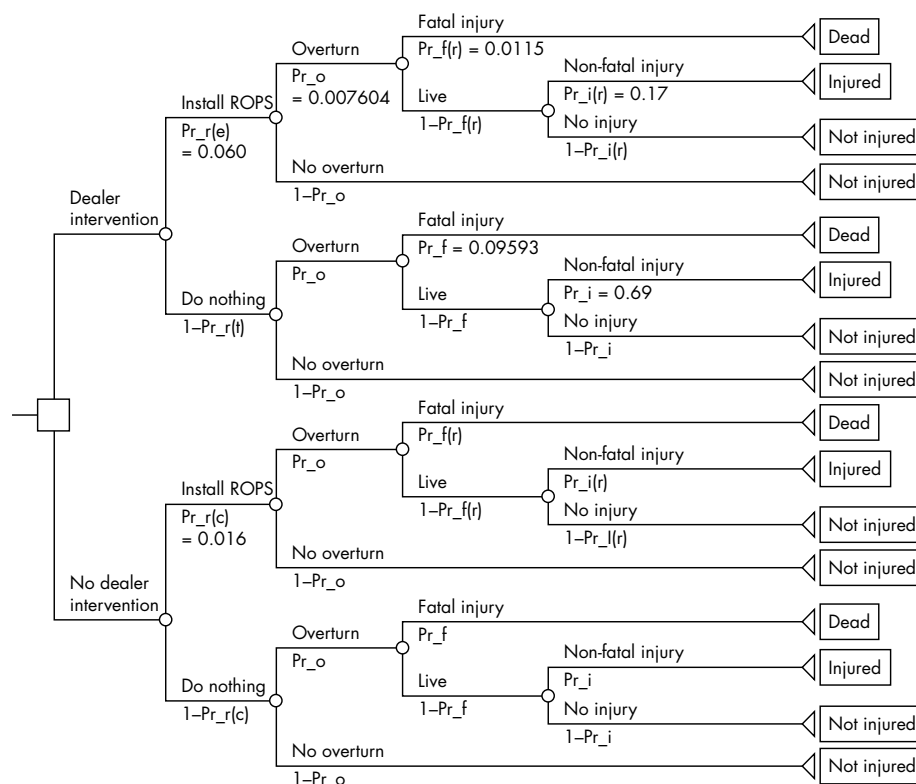 Fatal injury
Dead
Overturn
Pr_f(r) = 0.0115
Pr_o
= 0.007604
Non-fatal injury
Injured
Install ROPS
Live
Pr_i(r) = 0.17
1–Pr_f(r)
No injury
Not injured
Pr_r(e)
= 0.060
1–Pr_i(r)
No overturn
Not injured
1–Pr_o
Dealer
intervention
Fatal injury
Dead
Overturn
Pr_f = 0.09593
Pr_o
Non-fatal injury
Injured
Do nothing
Live
Pr_i = 0.69
1–Pr_r(t)
1–Pr_f
No injury
Not injured
1–Pr_i
No overturn
Not injured
1–Pr_o
Fatal injury
Dead
Overturn
Pr_f(r)
Pr_o
Non-fatal injury
Injured
Install ROPS
Live
Pr_i(r)
1–Pr_f(r)
No injury
Not injured
Pr_r(c)
= 0.016
1–Pr_I(r)
No overturn
Not injured
1–Pr_o
No dealer
intervention
Fatal injury
Dead
Overturn
Pr_f
Pr_o
Non-fatal injury
Injured
Do nothing
Live
Pr_i
1–Pr_r(c)
1–Pr_f
No injury
Not injured
1–Pr_i
No overturn
Not injured
1–Pr_o